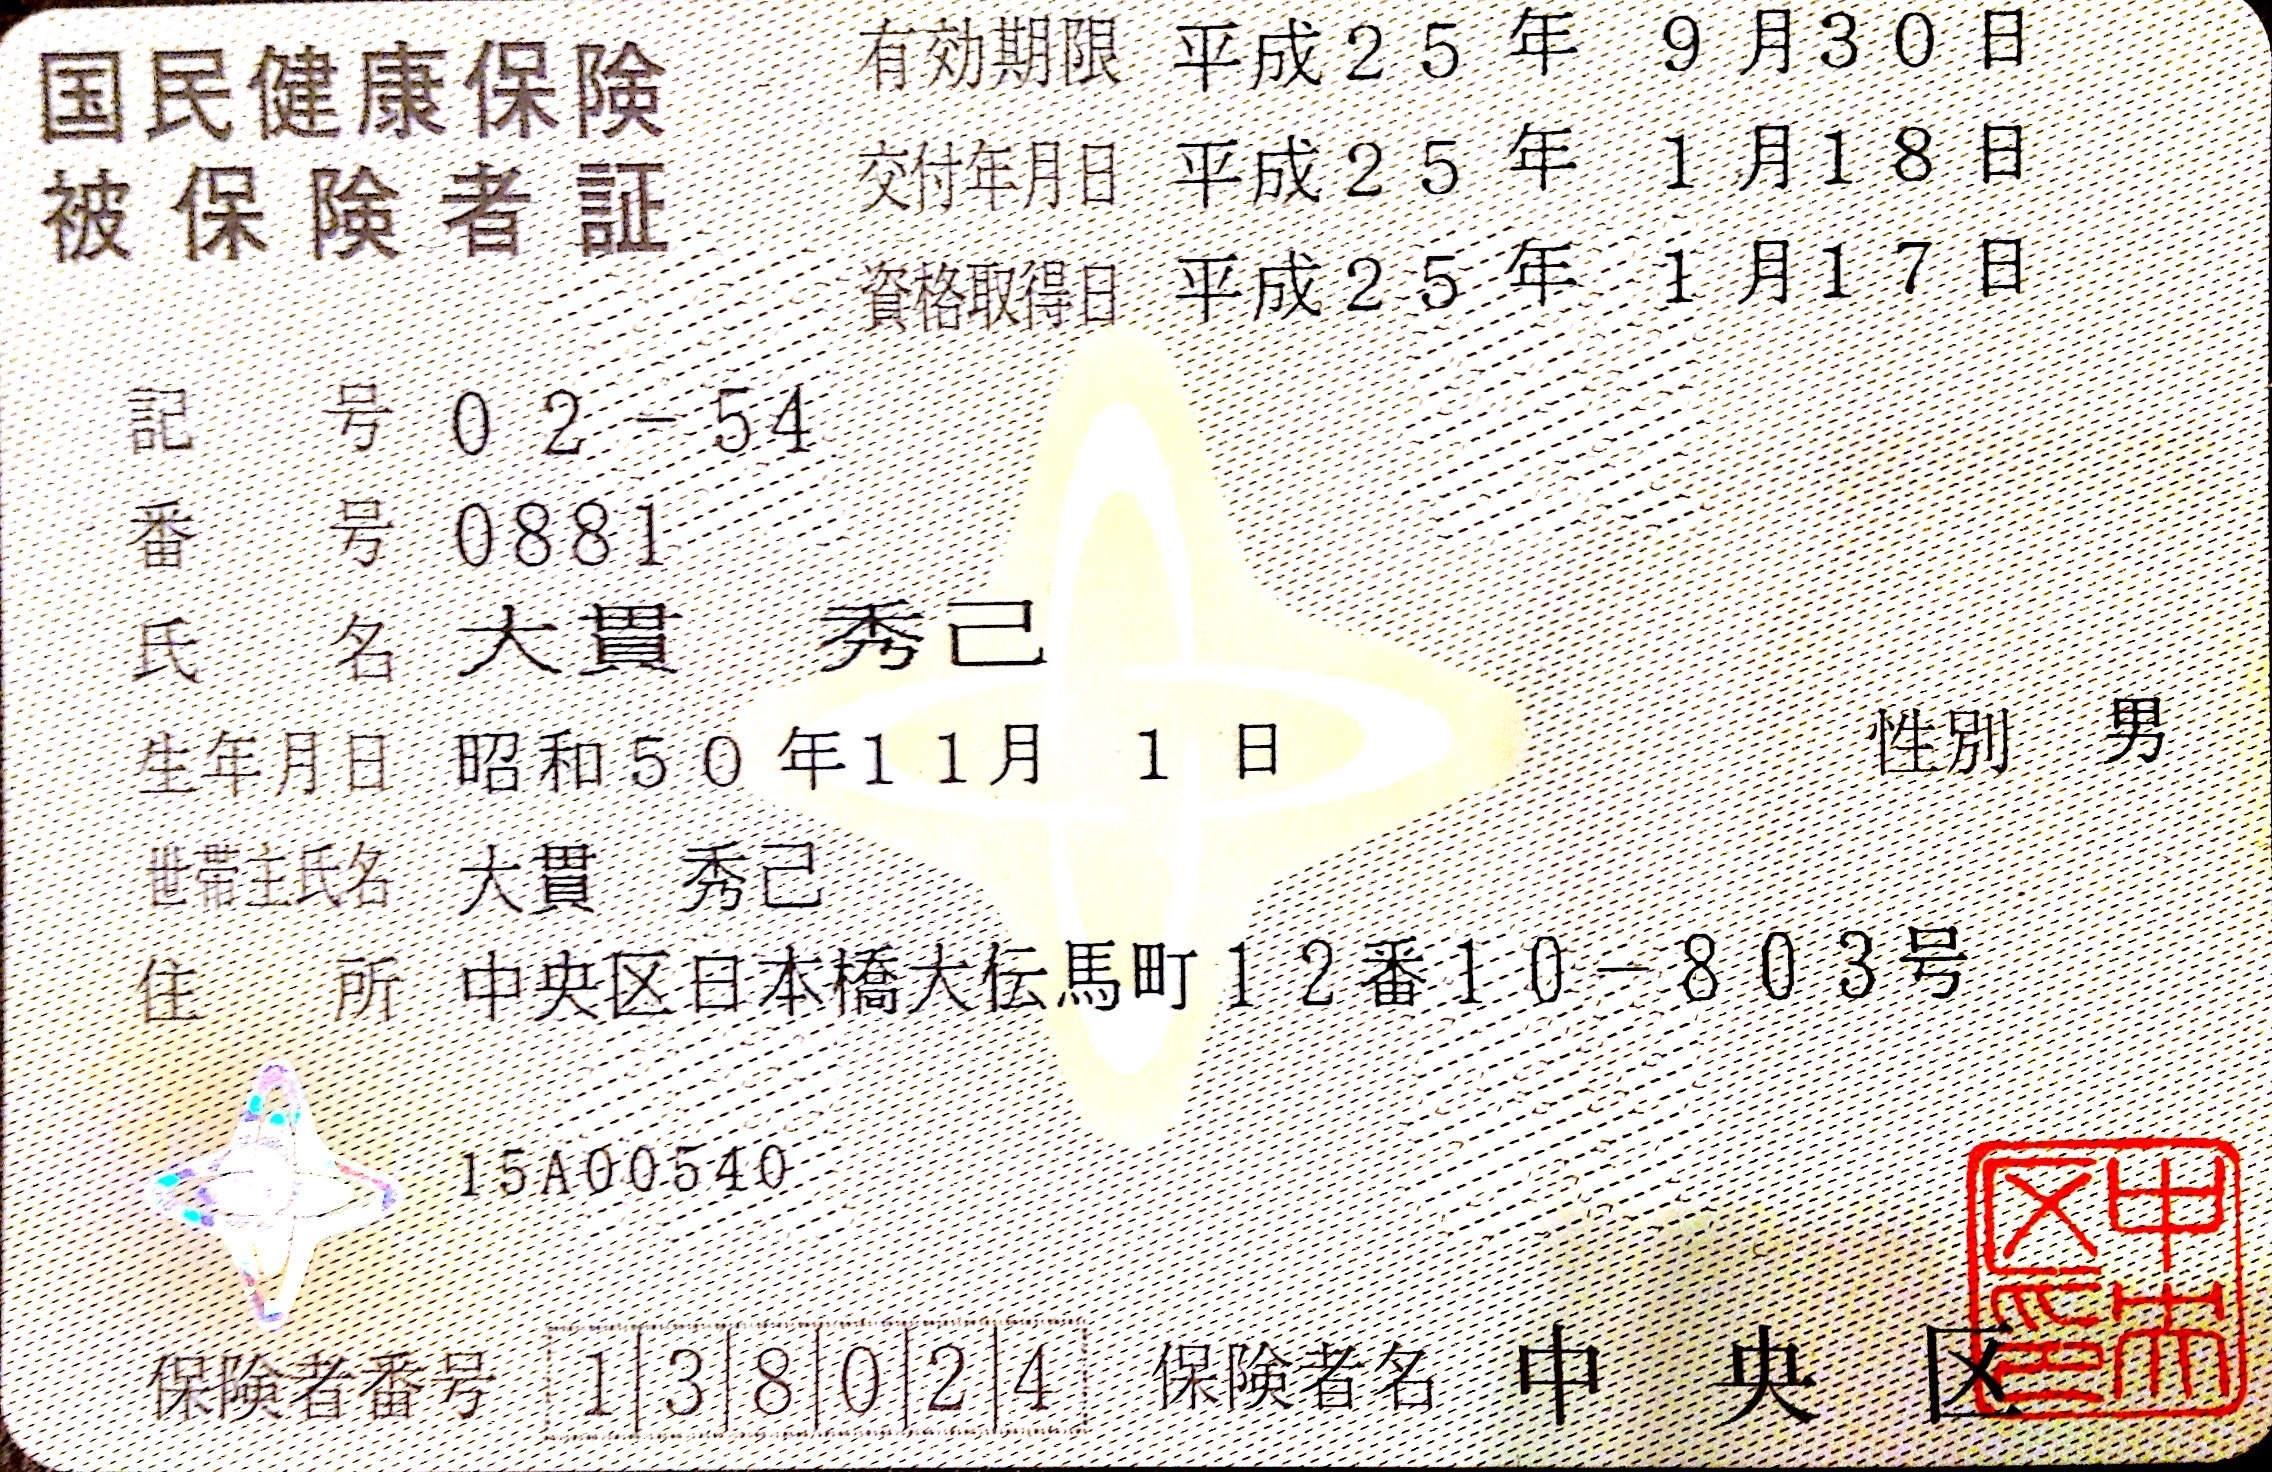 国民健康保険
被保険者証
有効期限 平成25年 9月30日
交付年月日 平成25年 1月18日
資格取得日 平成25年 1月17日
記号 02-54
番号 0881
氏名 大貫 秀己
生年月日 昭和50年11月 1日 性別 男
世帯主氏名 大貫 秀己
住所 中央区日本橋大伝馬町12番10-803号
15A00540
保険者番号 138024 保険者名 中央区
中央区印